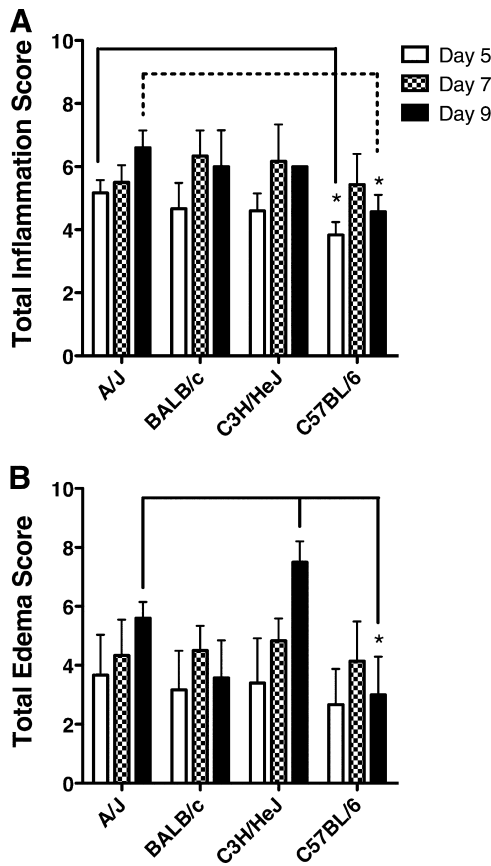 A
Total Inflammation Score
10
8
6
4
2
0
* *
A/J
BALB/c
C3H/HeJ
C57BL/6
Day 5
Day 7
Day 9
B
Total Edema Score
10
8
6
4
2
0
*
A/J
BALB/c
C3H/HeJ
C57BL/6